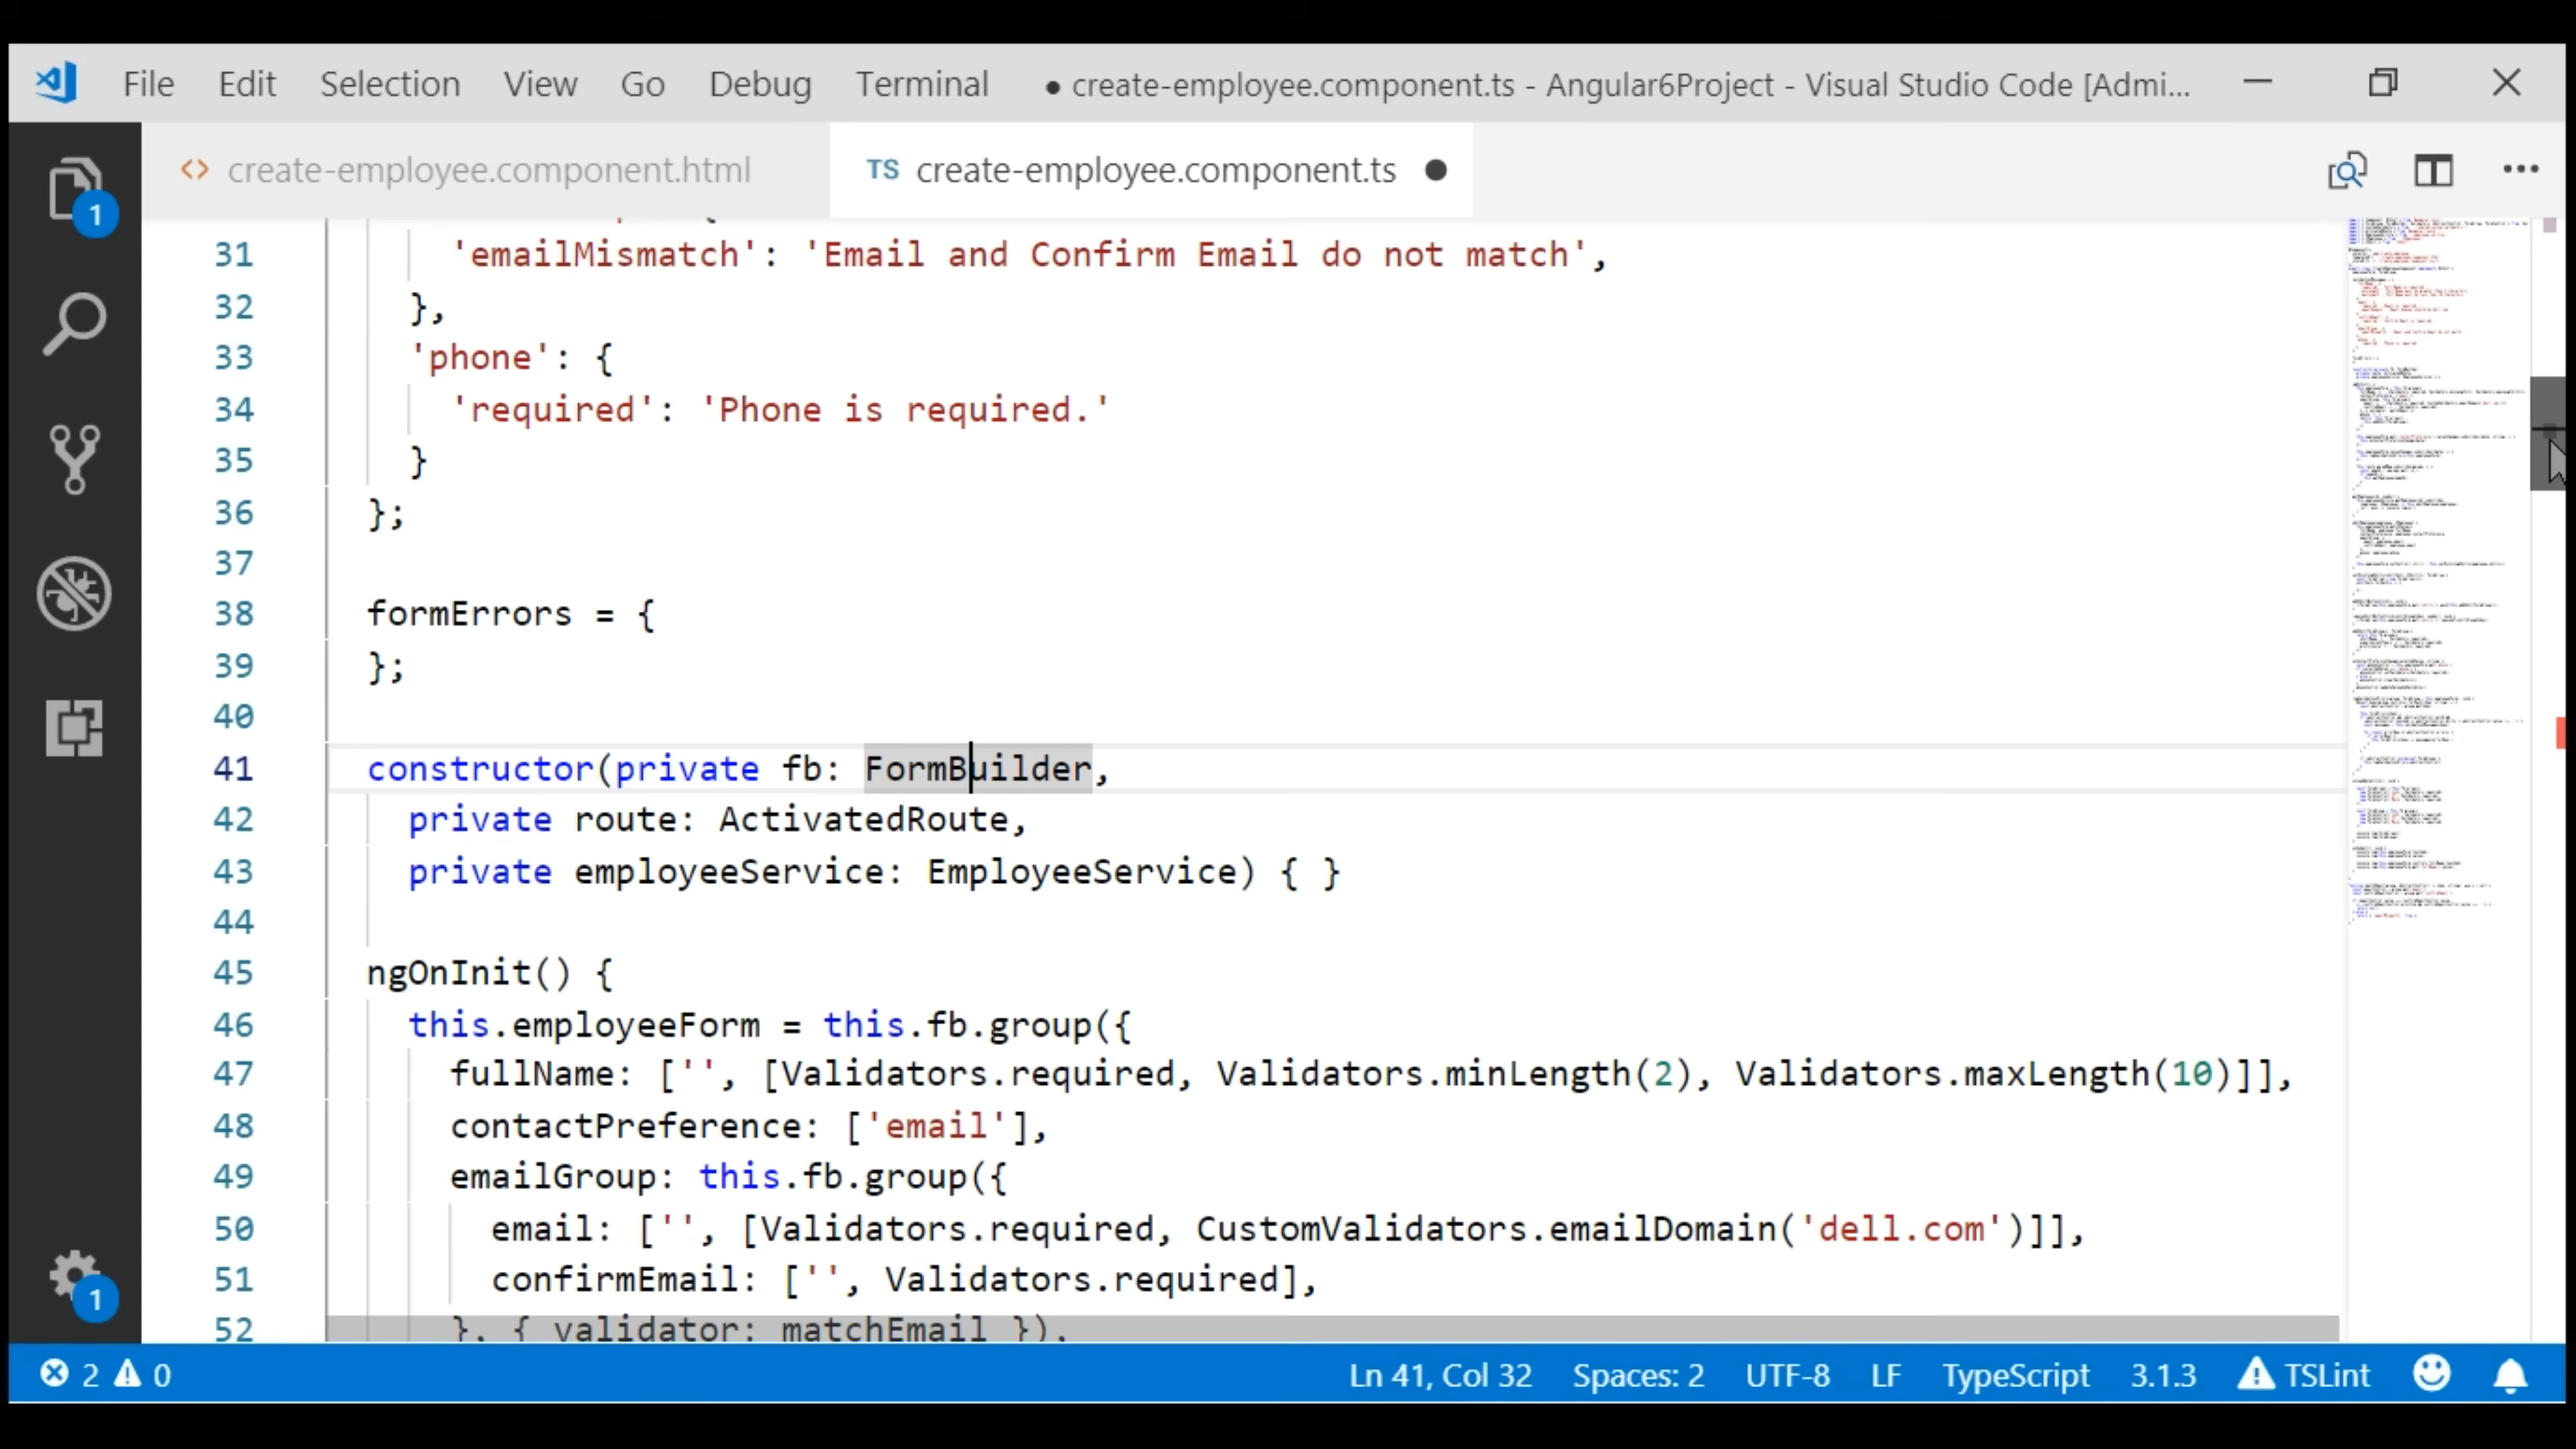 File Edit Selection View Go Debug Terminal ● create-employee.component.ts - Angular6Project - Visual Studio Code [Admi...
<> create-employee.component.html TS create-employee.component.ts ●
1
31 'emailMismatch': 'Email and Confirm Email do not match',
32 },
33 'phone': {
34 'required': 'Phone is required.'
35 }
36 };
37
38 formErrors = {
39 };
40
41 constructor(private fb: FormBuilder,
42 private route: ActivatedRoute,
43 private employeeService: EmployeeService) { }
44
45 ngOnInit() {
46 this.employeeForm = this.fb.group({
47 fullName: ['', [Validators.required, Validators.minLength(2), Validators.maxLength(10)]],
48 contactPreference: ['email'],
49 emailGroup: this.fb.group({
50 email: ['', [Validators.required, CustomValidators.emailDomain('dell.com')]],
51 confirmEmail: ['', Validators.required],
1
52 }, { validator: matchEmail }),
2 0 Ln 41, Col 32 Spaces: 2 UTF-8 LF TypeScript 3.1.3 TSLint